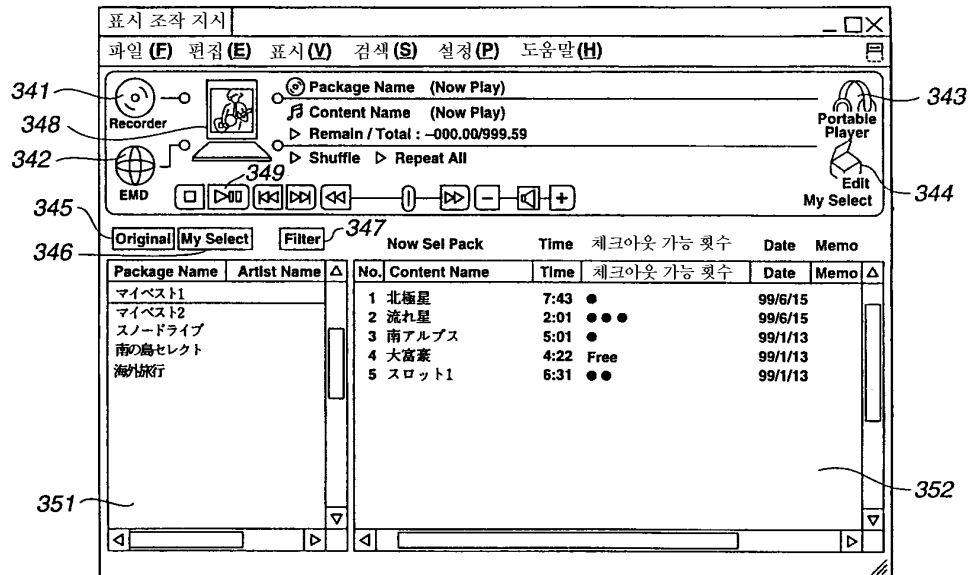 표시 조작 지시
파일 (F) 편집 (E) 표시 (V) 검색 (S) 설정 (P) 도움말 (H)
341
348
342
Recorder
EMD
Package Name (Now Play)
Content Name (Now Play)
Remain / Total : –000.00/999.59
Shuffle Repeat All
349
Portable
Player
343
Edit
My Select
344
345
346
Original My Select Filter
347
Now Sel Pack Time 체크아웃 가능 횟수 Date Memo
Package Name Artist Name
マイベスト1
マイベスト2
スノードライブ
南の島セレクト
海外旅行
351
No. Content Name Time 체크아웃 가능 횟수 Date Memo
1 北極星 7:43 ● 99/6/15
2 流れ星 2:01 ●●● 99/6/15
3 南アルプス 5:01 ● 99/1/13
4 大富豪 4:22 Free 99/1/13
5 スロット1 6:31 ●● 99/1/13
352